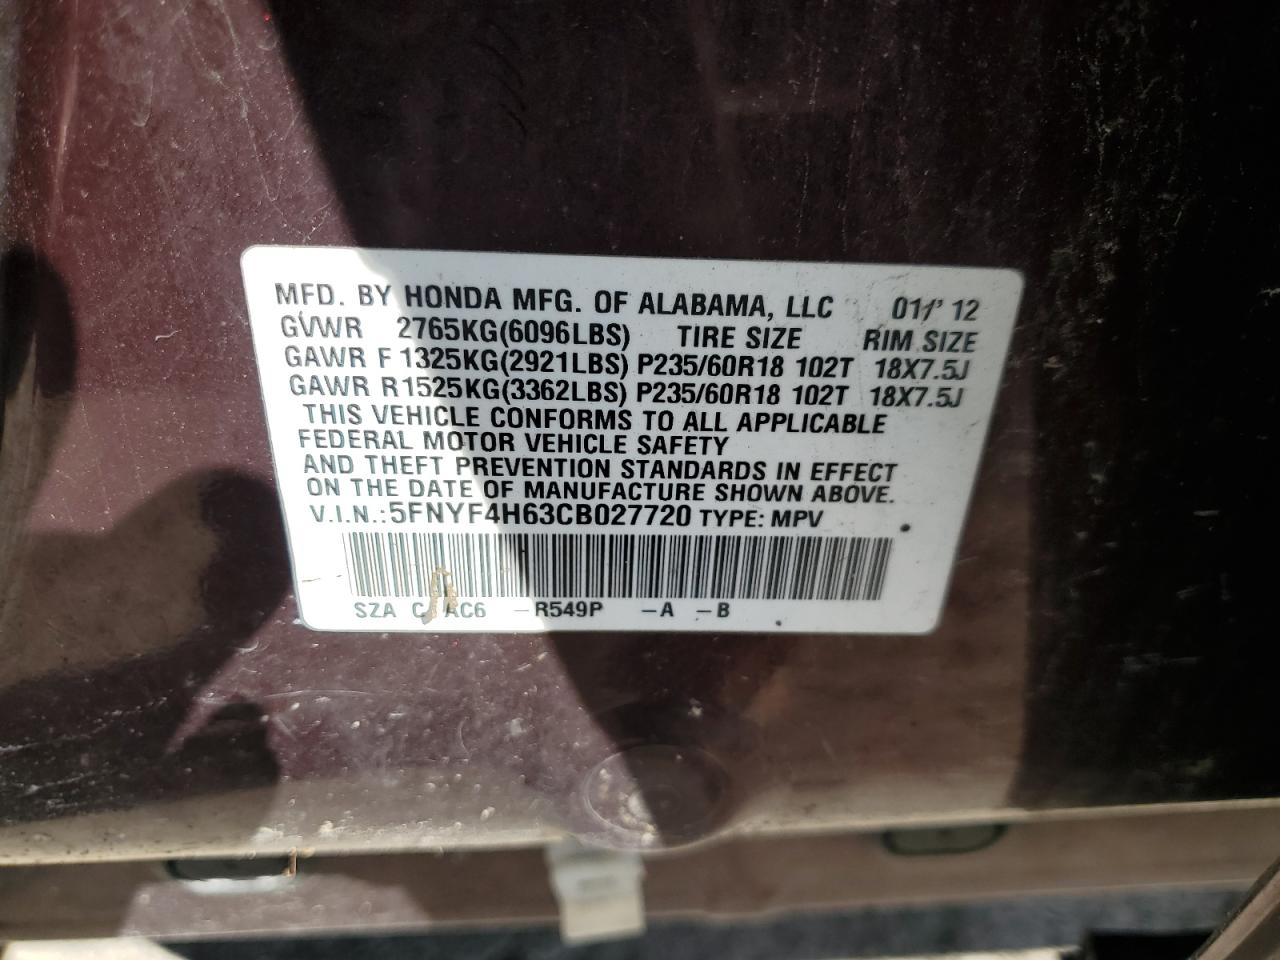 MFD. BY HONDA MFG. OF ALABAMA, LLC 01/' 12
GVWR 2765KG(6096LBS) TIRE SIZE RIM SIZE
GAWR F 1325KG(2921LBS) P235/60R18 102T 18X7.5J
GAWR R1525KG(3362LBS) P235/60R18 102T 18X7.5J
THIS VEHICLE CONFORMS TO ALL APPLICABLE
FEDERAL MOTOR VEHICLE SAFETY
AND THEFT PREVENTION STANDARDS IN EFFECT
ON THE DATE OF MANUFACTURE SHOWN ABOVE.
V.I.N.:5FNYF4H63CB027720 TYPE: MPV
SZA -R549P -A -B